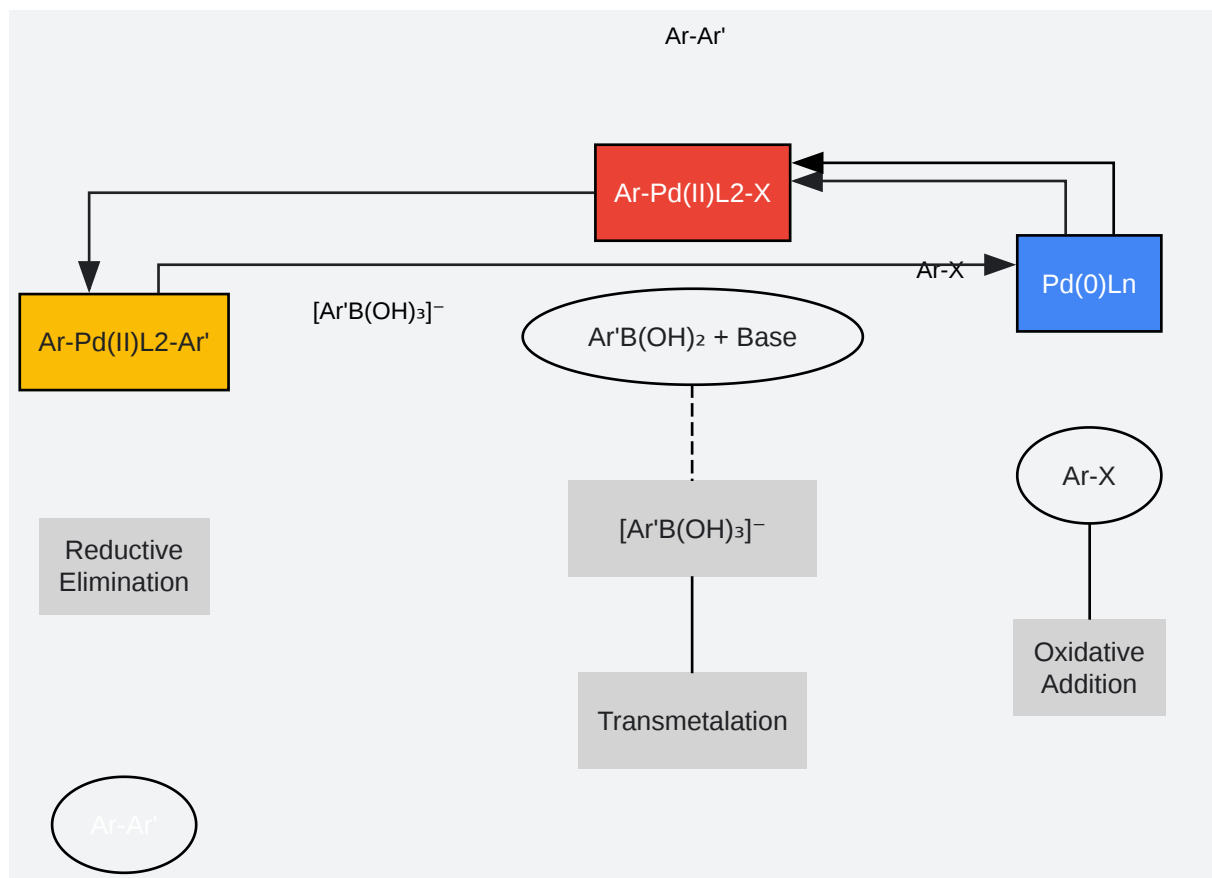 Ar-Ar'
Ar-Pd(II)L2-X
Ar-X
Pd(0)Ln
[Ar'B(OH)₃]⁻
Ar'B(OH)₂ + Base
Ar-Pd(II)L2-Ar'
Ar-X
[Ar'B(OH)₃]⁻
Reductive
Elimination
Oxidative
Addition
Transmetalation
Ar-Ar'